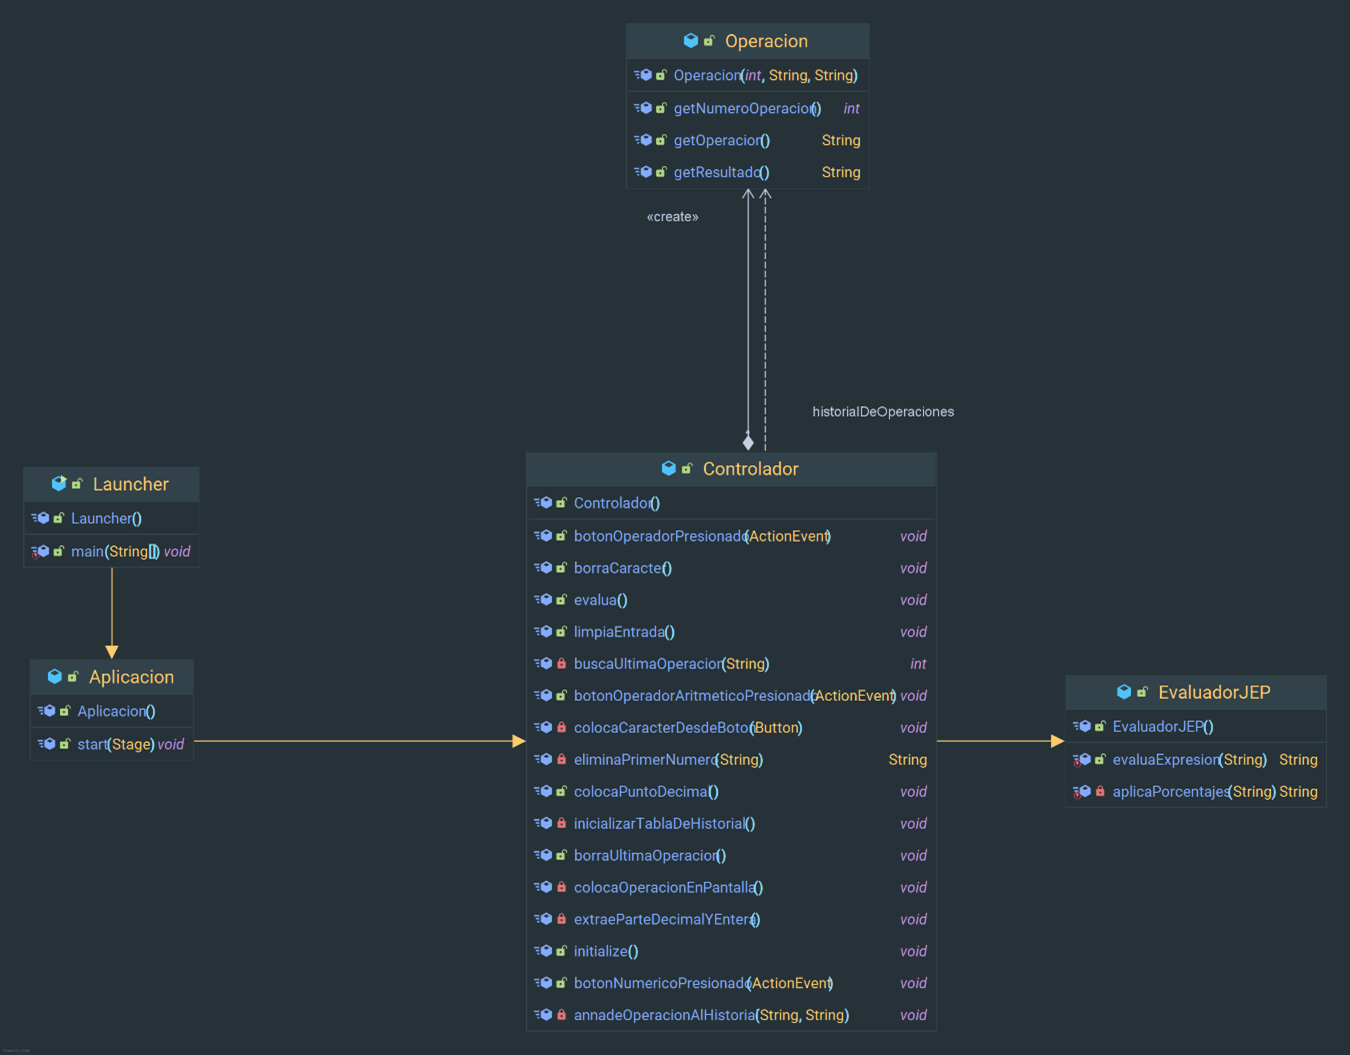 Operacion
Operacion(int, String, String)
getNumeroOperacion() int
getOperacion() String
getResultado() String
«create»
historialDeOperaciones
Controlador
Controlador()
botonOperadorPresionado(ActionEvent) void
borraCaracter() void
evalua() void
limpiaEntrada() void
buscaUltimaOperacion(String) int
botonOperadorAritmeticoPresionado(ActionEvent) void
colocaCaracterDesdeBoton(Button) void
eliminaPrimerNumero(String) String
colocaPuntoDecimal() void
inicializarTablaDeHistorial() void
borraUltimaOperacion() void
colocaOperacionEnPantalla() void
extraeParteDecimalYEntera() void
initialize() void
botonNumericoPresionado(ActionEvent) void
annadeOperacionAlHistorial(String, String) void
Launcher
Launcher()
main(String[]) void
Aplicacion
Aplicacion()
start(Stage) void
EvaluadorJEP
EvaluadorJEP()
evaluaExpresion(String) String
aplicaPorcentajes(String) String